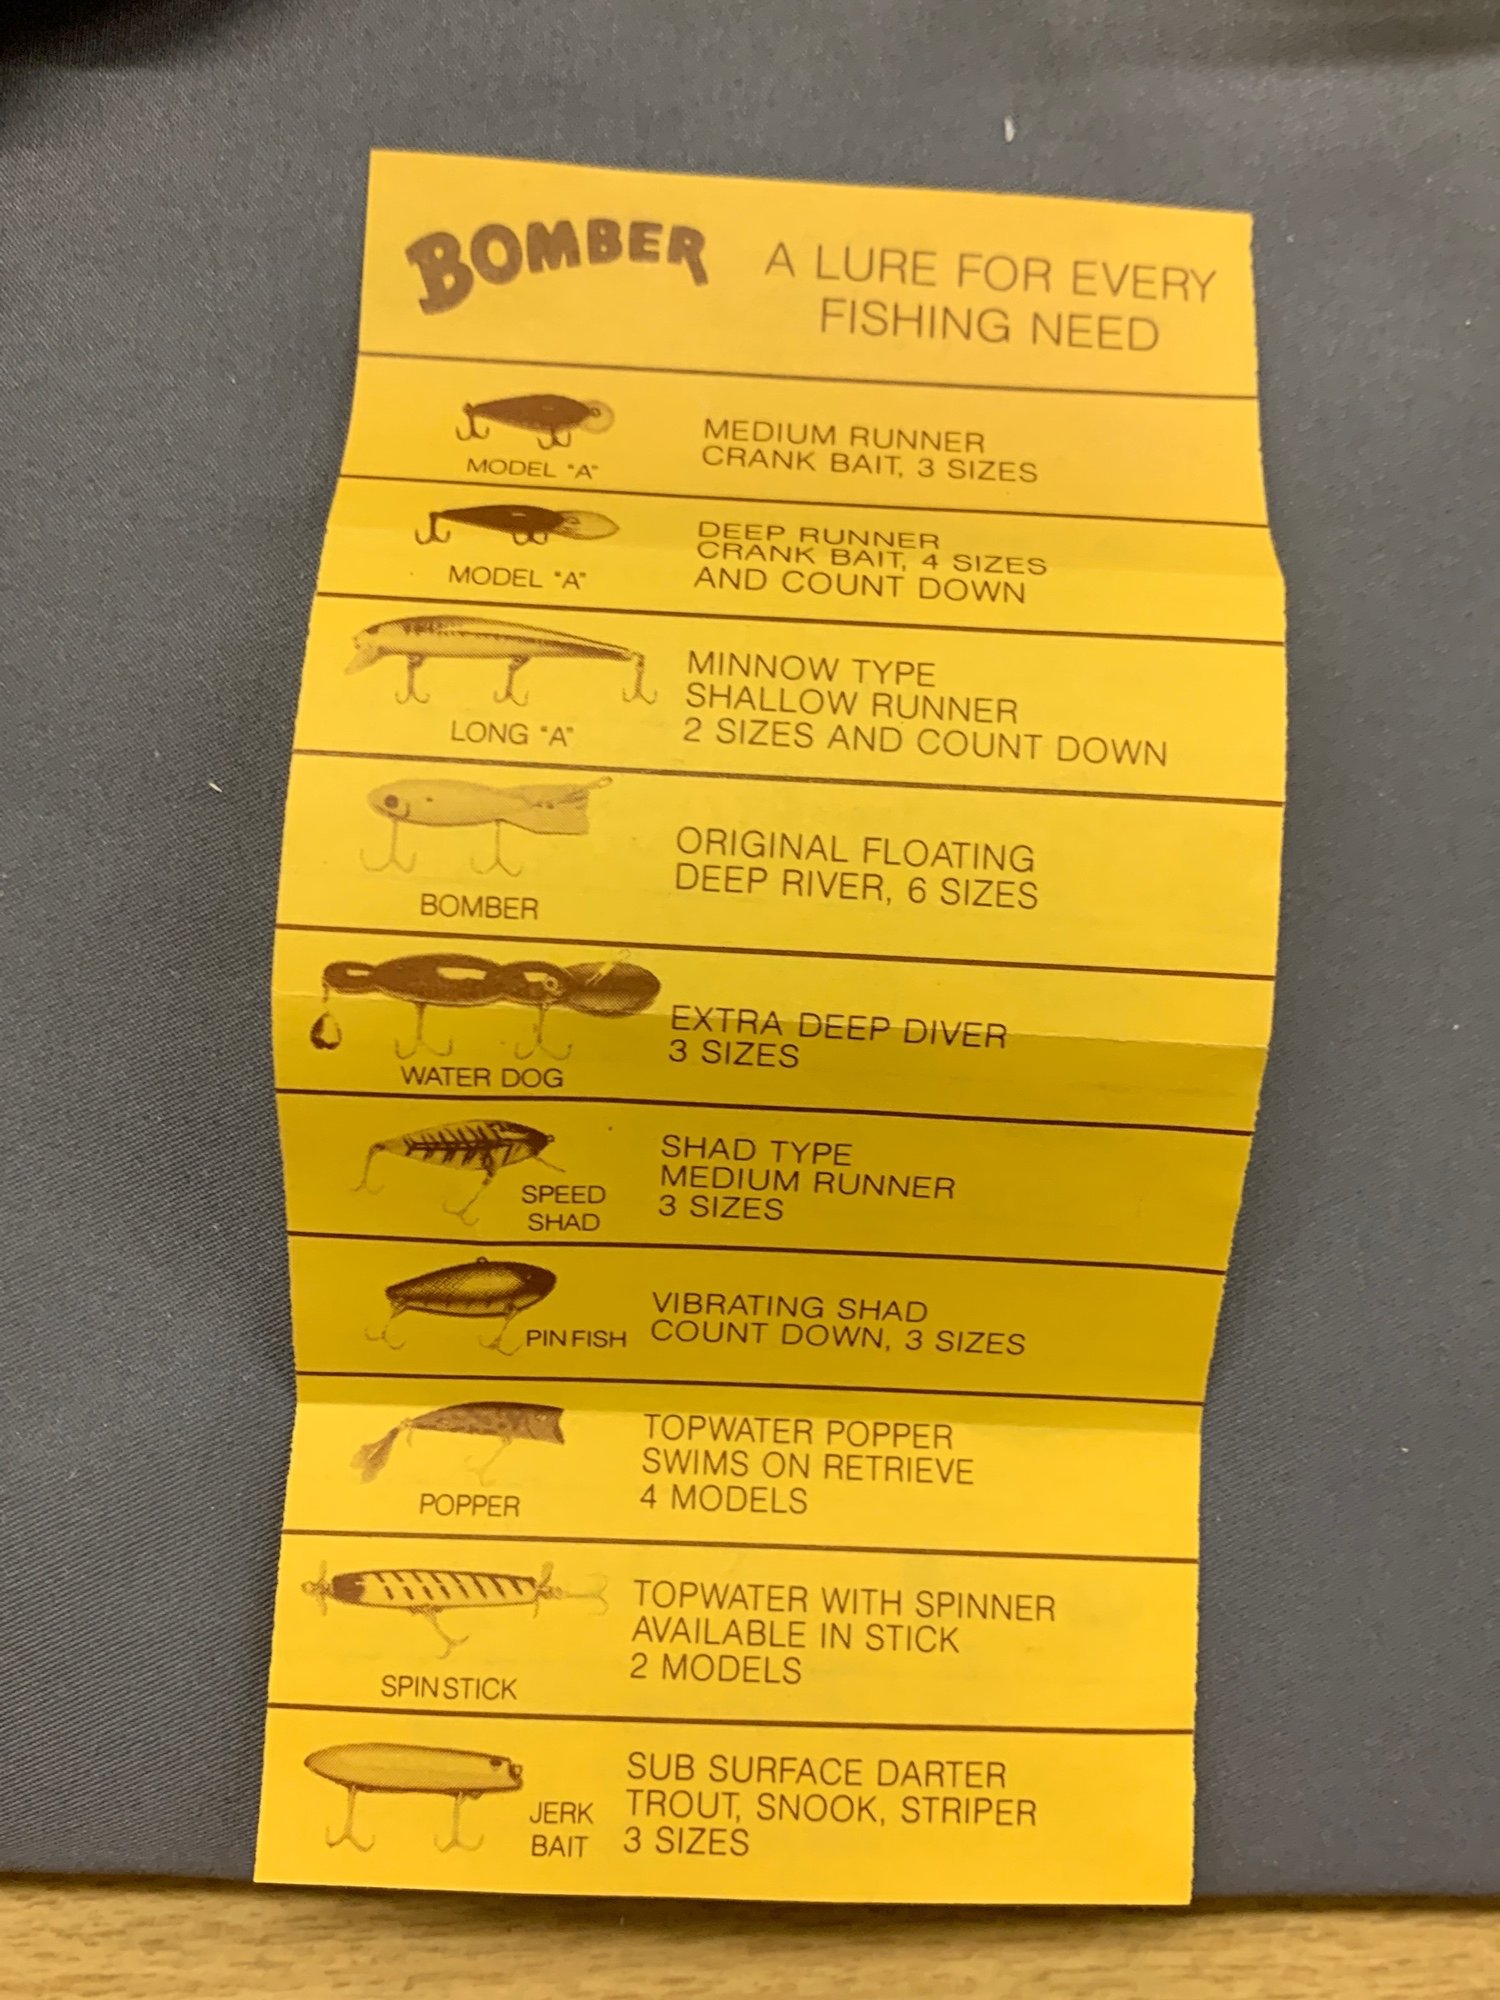 BOMBER
A LURE FOR EVERY
FISHING NEED
MODEL "A"
MEDIUM RUNNER
CRANK BAIT, 3 SIZES
MODEL "A"
DEEP RUNNER
CRANK BAIT, 4 SIZES
AND COUNT DOWN
LONG "A"
MINNOW TYPE
SHALLOW RUNNER
2 SIZES AND COUNT DOWN
BOMBER
ORIGINAL FLOATING
DEEP RIVER, 6 SIZES
WATER DOG
EXTRA DEEP DIVER
3 SIZES
SPEED
SHAD
SHAD TYPE
MEDIUM RUNNER
3 SIZES
PINFISH
VIBRATING SHAD
COUNT DOWN, 3 SIZES
POPPER
TOPWATER POPPER
SWIMS ON RETRIEVE
4 MODELS
SPINSTICK
TOPWATER WITH SPINNER
AVAILABLE IN STICK
2 MODELS
JERK
BAIT
SUB SURFACE DARTER
TROUT, SNOOK, STRIPER
3 SIZES